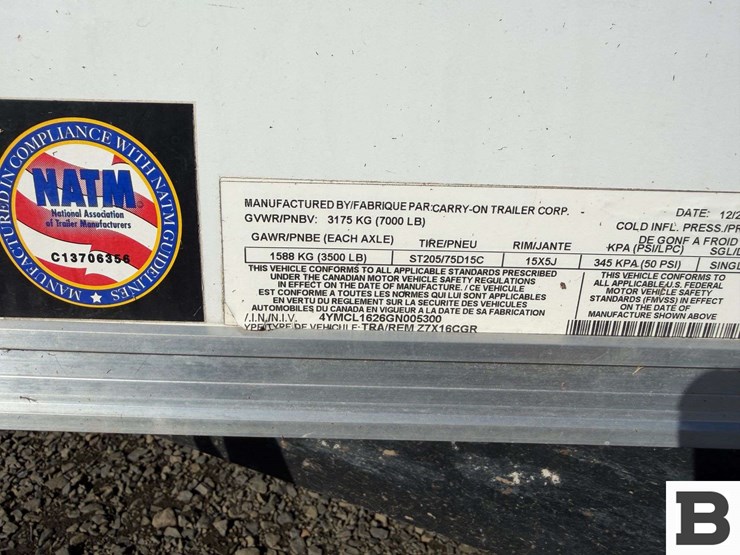 MANUFACTURED IN COMPLIANCE WITH NATM GUIDELINES
NATM
National Association
of Trailer Manufacturers
C13706356
MANUFACTURED BY/FABRIQUE PAR:CARRY-ON TRAILER CORP. DATE: 12/2
GVWR/PNBV: 3175 KG (7000 LB) COLD INFL. PRESS./PR
DE GONF A FROID
GAWR/PNBE (EACH AXLE) TIRE/PNEU RIM/JANTE KPA (PSI/LPC) SGL/D
1588 KG (3500 LB) ST205/75D15C 15X5J 345 KPA (50 PSI) SINGL
THIS VEHICLE CONFORMS TO ALL APPLICABLE STANDARDS PRESCRIBED
UNDER THE CANADIAN MOTOR VEHICLE SAFETY REGULATIONS
IN EFFECT ON THE DATE OF MANUFACTURE. / CE VEHICULE
EST CONFORME A TOUTES LES NORMES QUI LUI SONT APPLICABLES
EN VERTU DU REGLEMENT SUR LA SECURITE DES VEHICULES
AUTOMOBILES DU CANADA EN VIGUEUR A LA DATE DE SA FABRICATION
THIS VEHICLE CONFORMS TO
ALL APPLICABLE U.S. FEDERAL
MOTOR VEHICLE SAFETY
STANDARDS (FMVSS) IN EFFECT
ON THE DATE OF
MANUFACTURE SHOWN ABOVE
/.I.N./N.I.V. 4YMCL1626GN005300
YPE/TYPE DE VEHICULE: TRA/REM Z7X16CGR
B